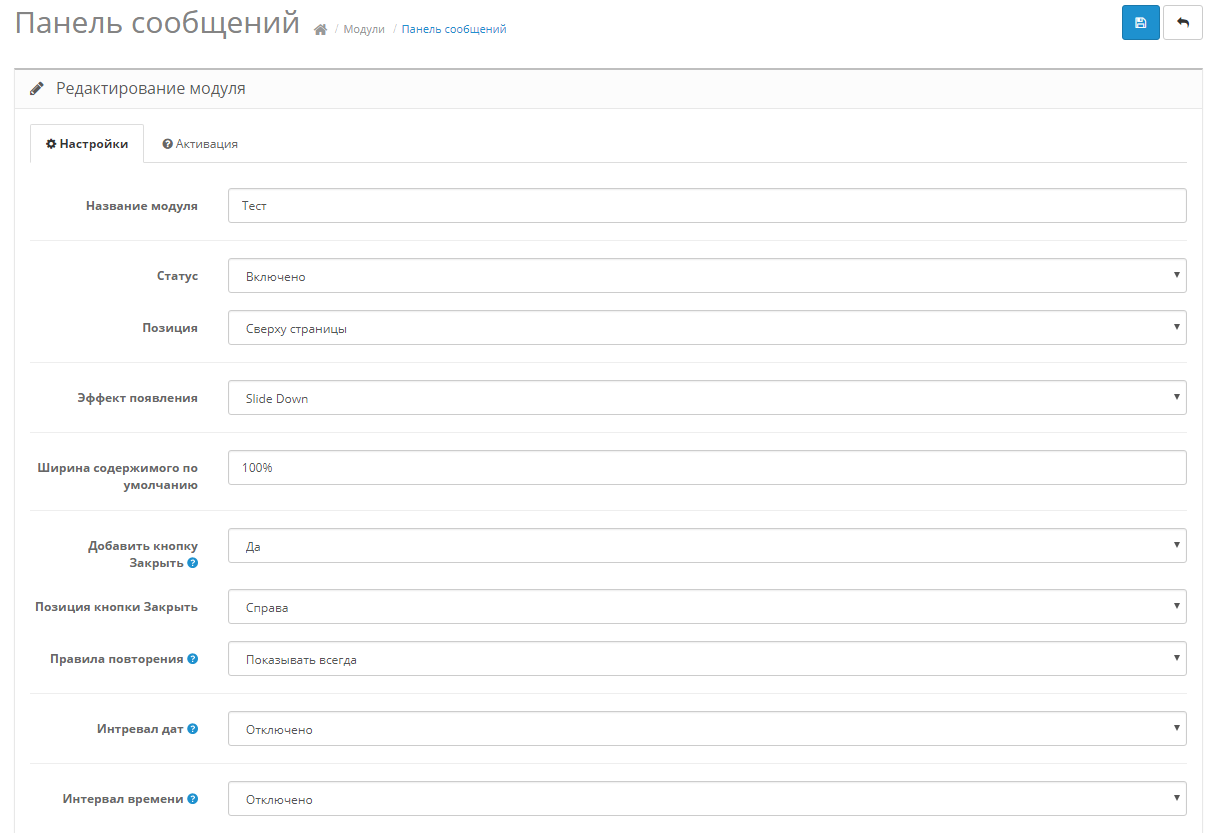 Панель сообщений / Модули / Панель сообщений
Редактирование модуля
Настройки Активация
Название модуля Тест
Статус Включено
Позиция Сверху страницы
Эффект появления Slide Down
Ширина содержимого по
умолчанию
100%
Добавить кнопку
Закрыть
Да
Позиция кнопки Закрыть Справа
Правила повторения Показывать всегда
Интревал дат Отключено
Интервал времени Отключено